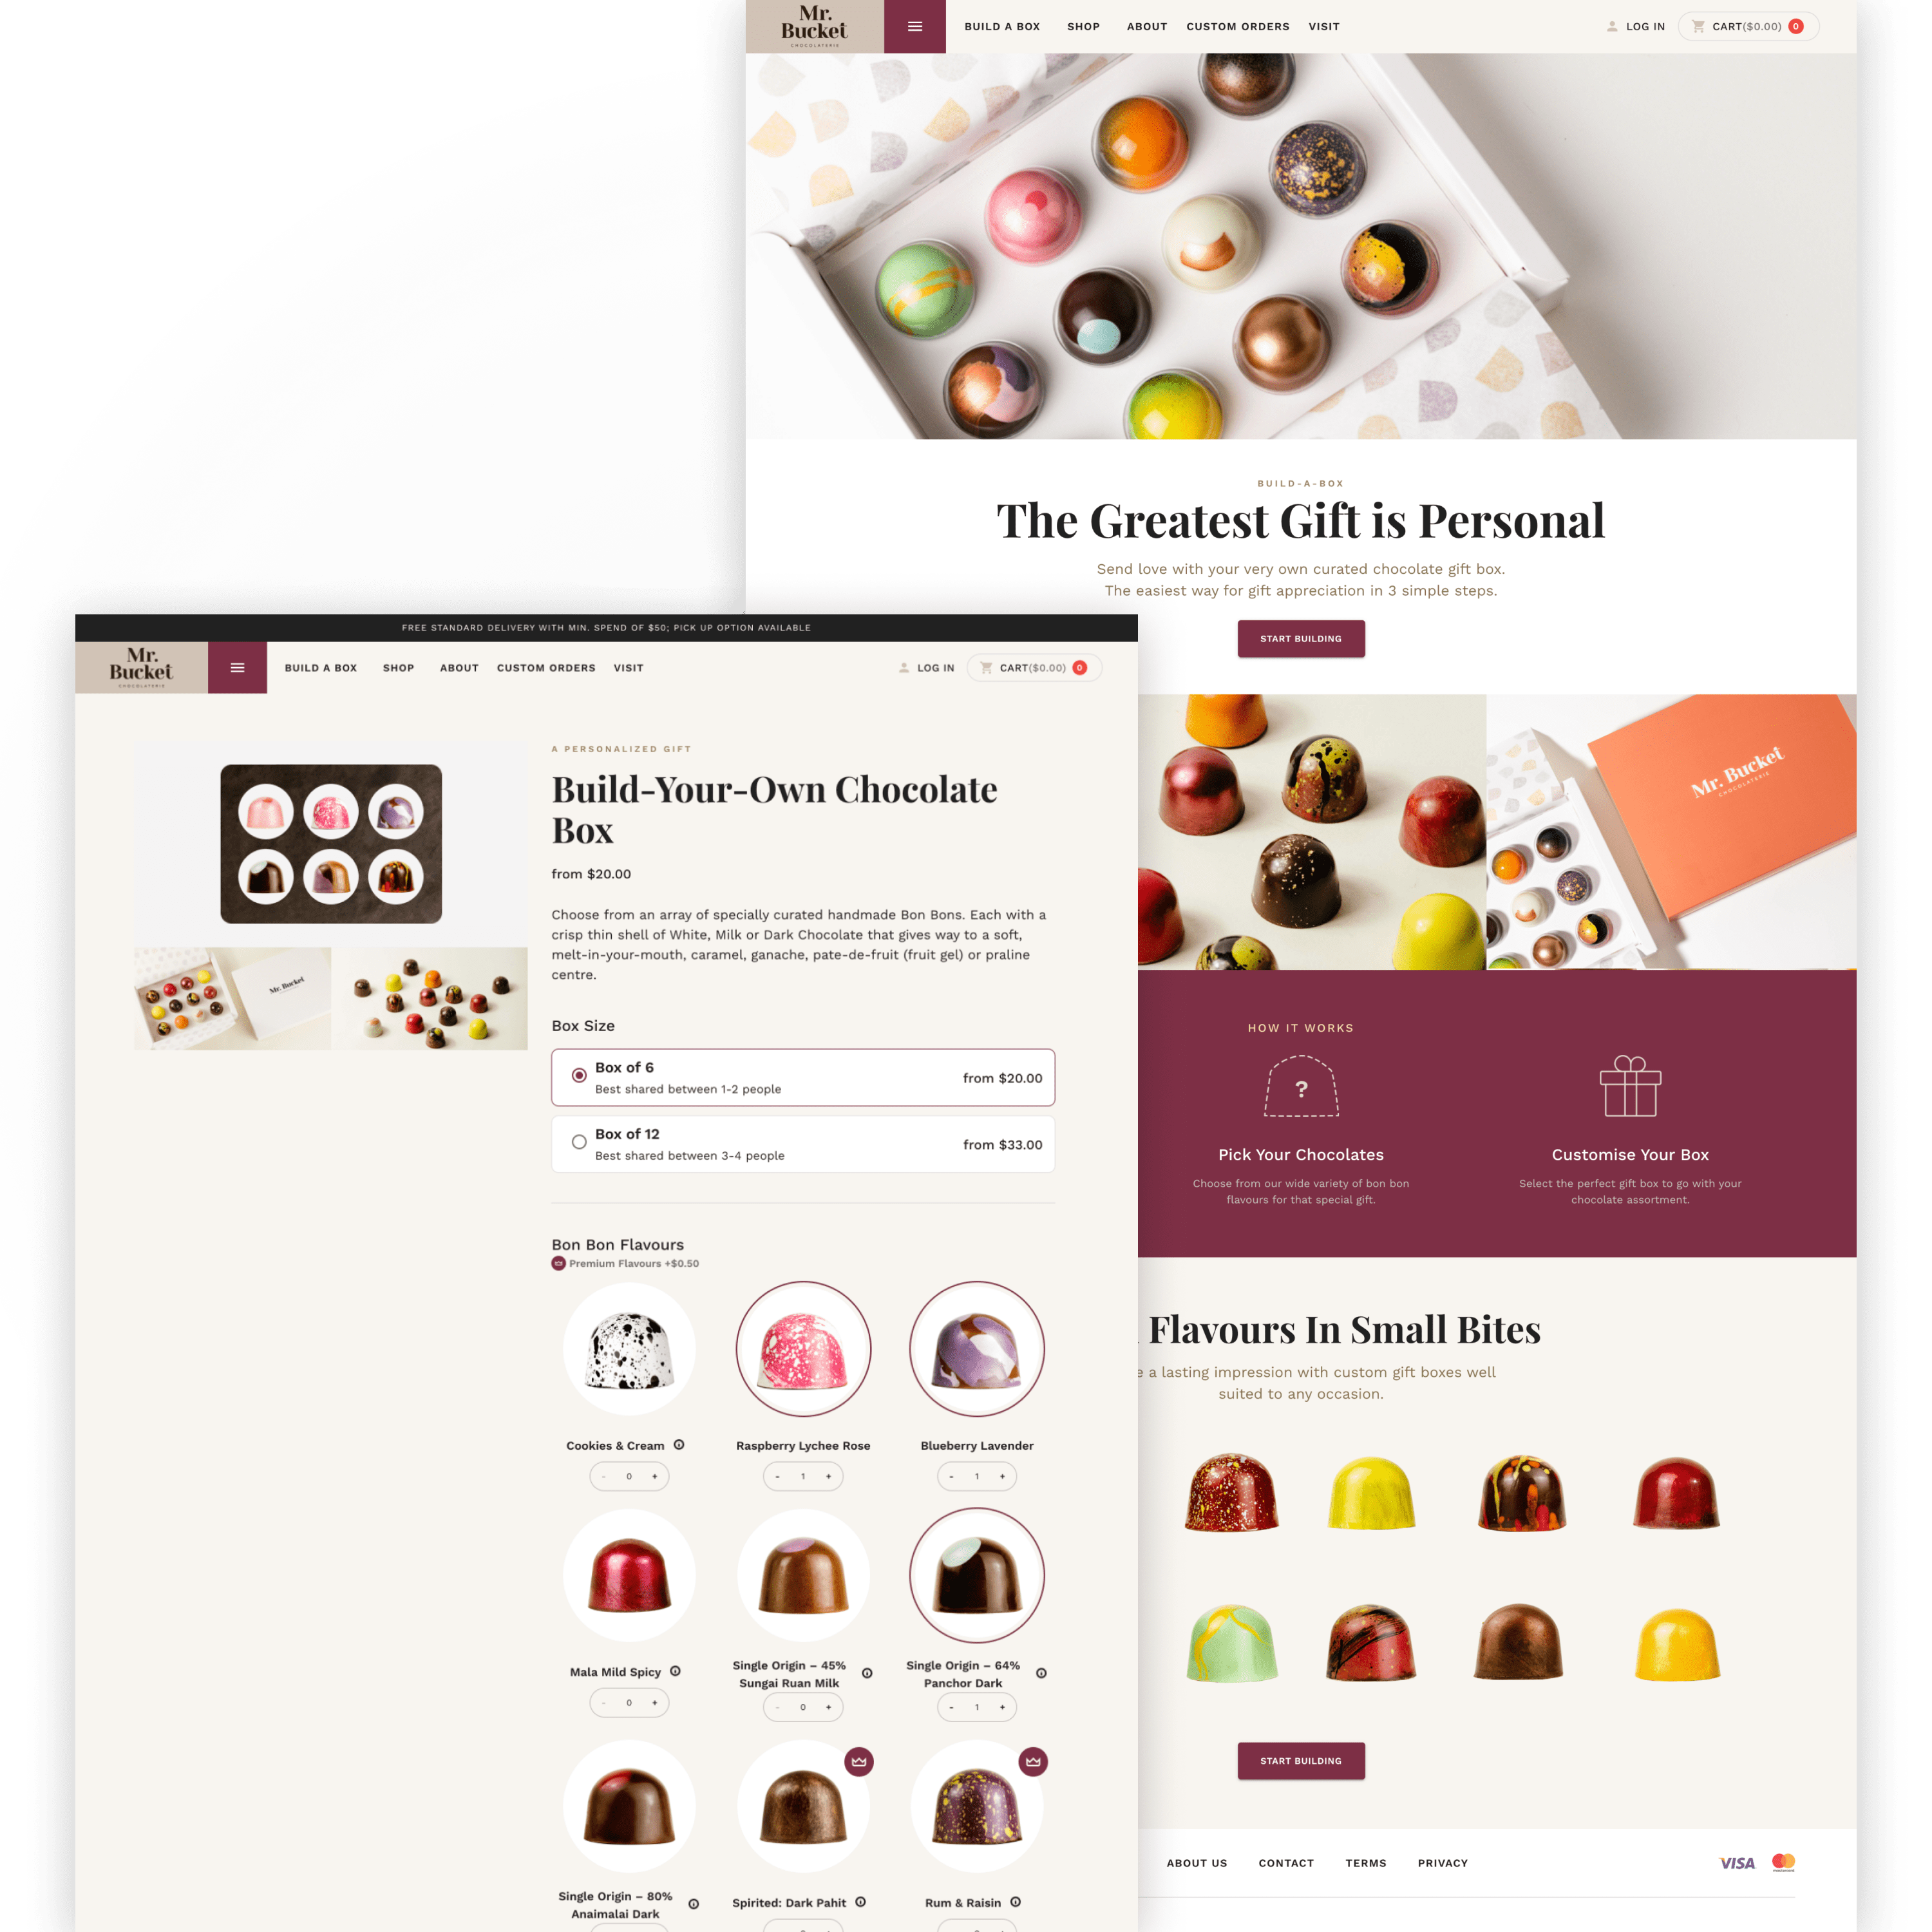 Mr.
Bucket
CHOCOLATERIE
BUILD A BOX
SHOP
ABOUT
CUSTOM ORDERS
VISIT
LOG IN
CART($0.00)
0
BUILD-A-BOX
The Greatest Gift is Personal
Send love with your very own curated chocolate gift box.
The easiest way for gift appreciation in 3 simple steps.
START BUILDING
Mr. Bucket
CHOCOLATERIE
HOW IT WORKS
?
Pick Your Chocolates
Choose from our wide variety of bon bon
flavours for that special gift.
Customise Your Box
Select the perfect gift box to go with your
chocolate assortment.
Flavours In Small Bites
a lasting impression with custom gift boxes well
suited to any occasion.
START BUILDING
ABOUT US
CONTACT
TERMS
PRIVACY
VISA
mastercard
FREE STANDARD DELIVERY WITH MIN. SPEND OF $50; PICK UP OPTION AVAILABLE
Mr.
Bucket
CHOCOLATERIE
BUILD A BOX
SHOP
ABOUT
CUSTOM ORDERS
VISIT
LOG IN
CART($0.00)
0
Mr. Bucket
A PERSONALIZED GIFT
Build-Your-Own Chocolate
Box
from $20.00
Choose from an array of specially curated handmade Bon Bons. Each with a
crisp thin shell of White, Milk or Dark Chocolate that gives way to a soft,
melt-in-your-mouth, caramel, ganache, pate-de-fruit (fruit gel) or praline
centre.
Box Size
Box of 6
Best shared between 1-2 people
from $20.00
Box of 12
Best shared between 3-4 people
from $33.00
Bon Bon Flavours
Premium Flavours +$0.50
Cookies & Cream
- 0 +
Raspberry Lychee Rose
- 1 +
Blueberry Lavender
- 1 +
Mala Mild Spicy
- 0 +
Single Origin – 45%
Sungai Ruan Milk
- 0 +
Single Origin – 64%
Panchor Dark
- 1 +
Single Origin – 80%
Anaimalai Dark
Spirited: Dark Pahit
Rum & Raisin